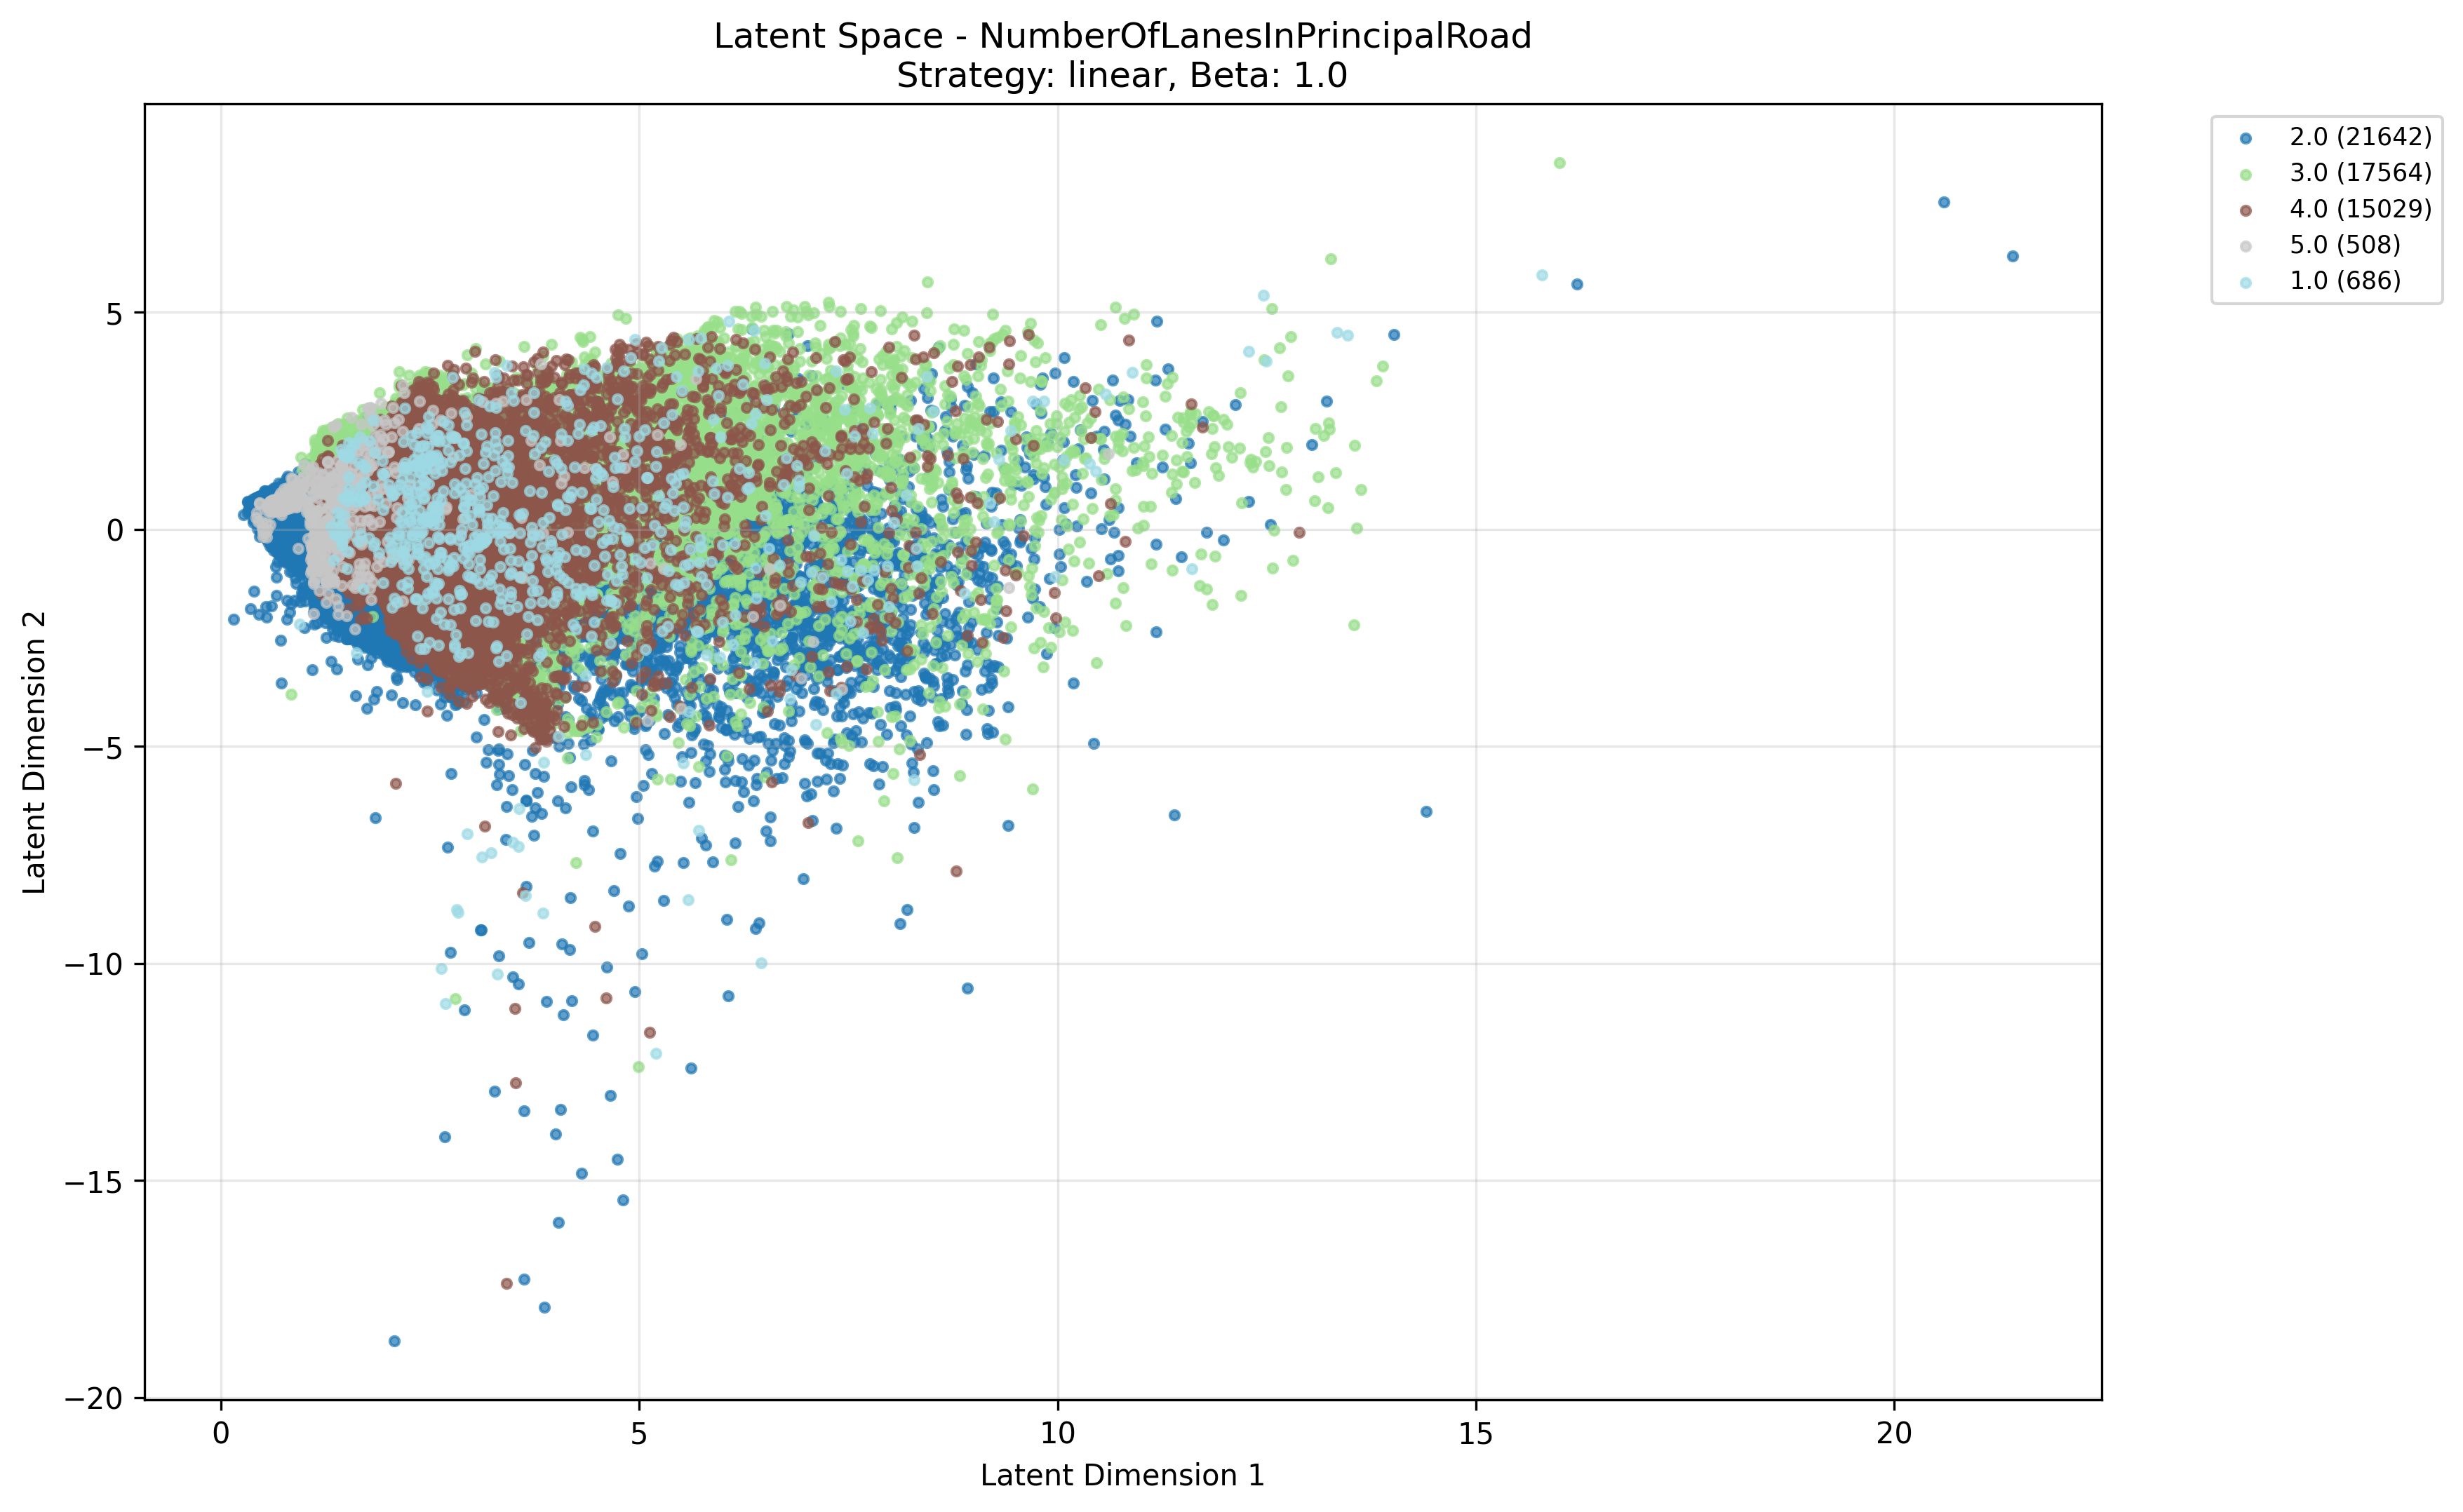 Latent Space - NumberOfLanesInPrincipalRoad
Strategy: linear, Beta: 1.0
2.0 (21642)
3.0 (17564)
4.0 (15029)
5.0 (508)
1.0 (686)
Latent Dimension 2
5
0
−5
−10
−15
−20
0 5 10 15 20
Latent Dimension 1